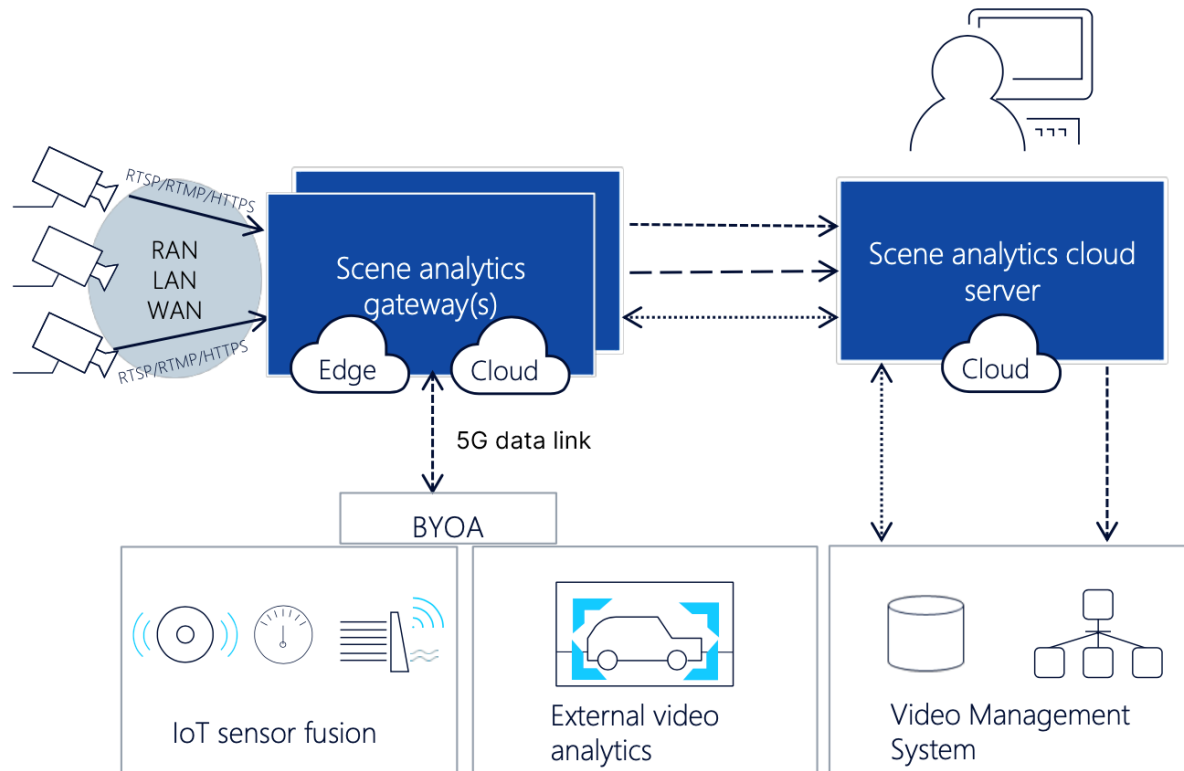 RTSP/RTMP/HTTPS
RAN
LAN
WAN
RTSP/RTMP/HTTPS
Scene analytics
gateway(s)
Edge
Cloud
Scene analytics cloud
server
Cloud
5G data link
BYOA
IoT sensor fusion
External video
analytics
Video Management
System